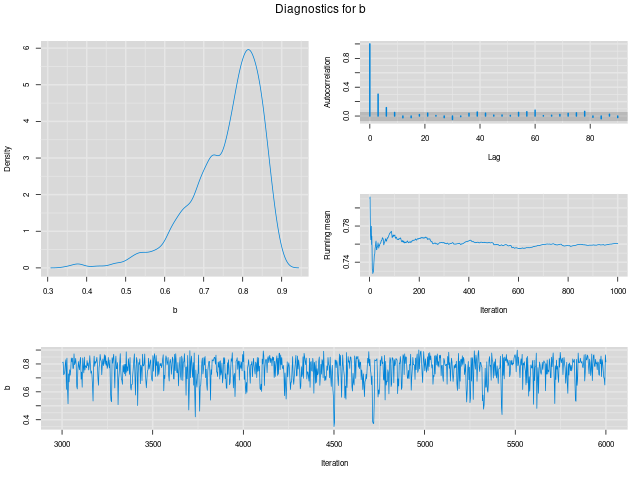 Diagnostics for b
Density
6
5
4
3
2
1
0
0.3 0.4 0.5 0.6 0.7 0.8 0.9
b
Autocorrelation
0.8
0.4
0.0
0 20 40 60 80
Lag
Running mean
0.78
0.74
0 200 400 600 800 1000
Iteration
b
0.8
0.6
0.4
3000 3500 4000 4500 5000 5500 6000
Iteration